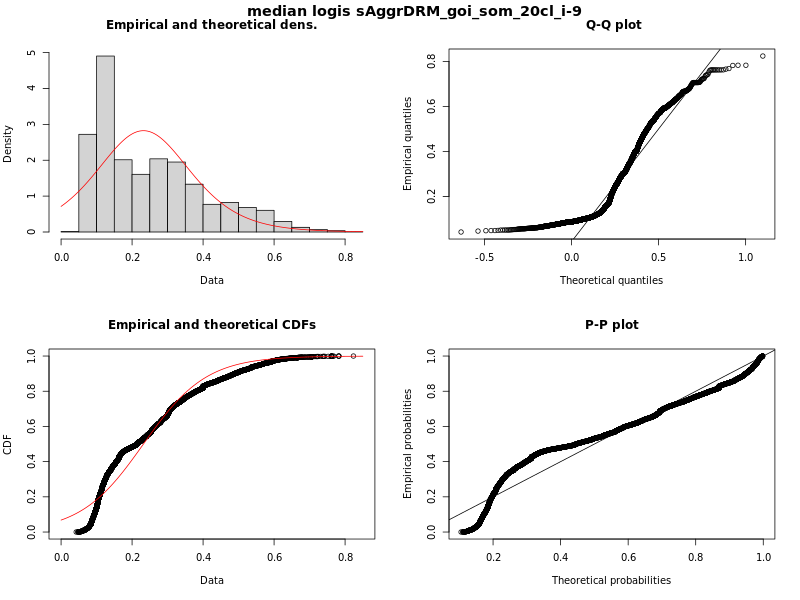 median logis sAggrDRM_goi_som_20cl_i-9
Empirical and theoretical dens.
Density
0 1 2 3 4 5
0.0 0.2 0.4 0.6 0.8
Data
Q-Q plot
Empirical quantiles
0.2 0.4 0.6 0.8
-0.5 0.0 0.5 1.0
Theoretical quantiles
Empirical and theoretical CDFs
CDF
0.0 0.2 0.4 0.6 0.8 1.0
0.0 0.2 0.4 0.6 0.8
Data
P-P plot
Empirical probabilities
0.0 0.2 0.4 0.6 0.8 1.0
0.2 0.4 0.6 0.8 1.0
Theoretical probabilities